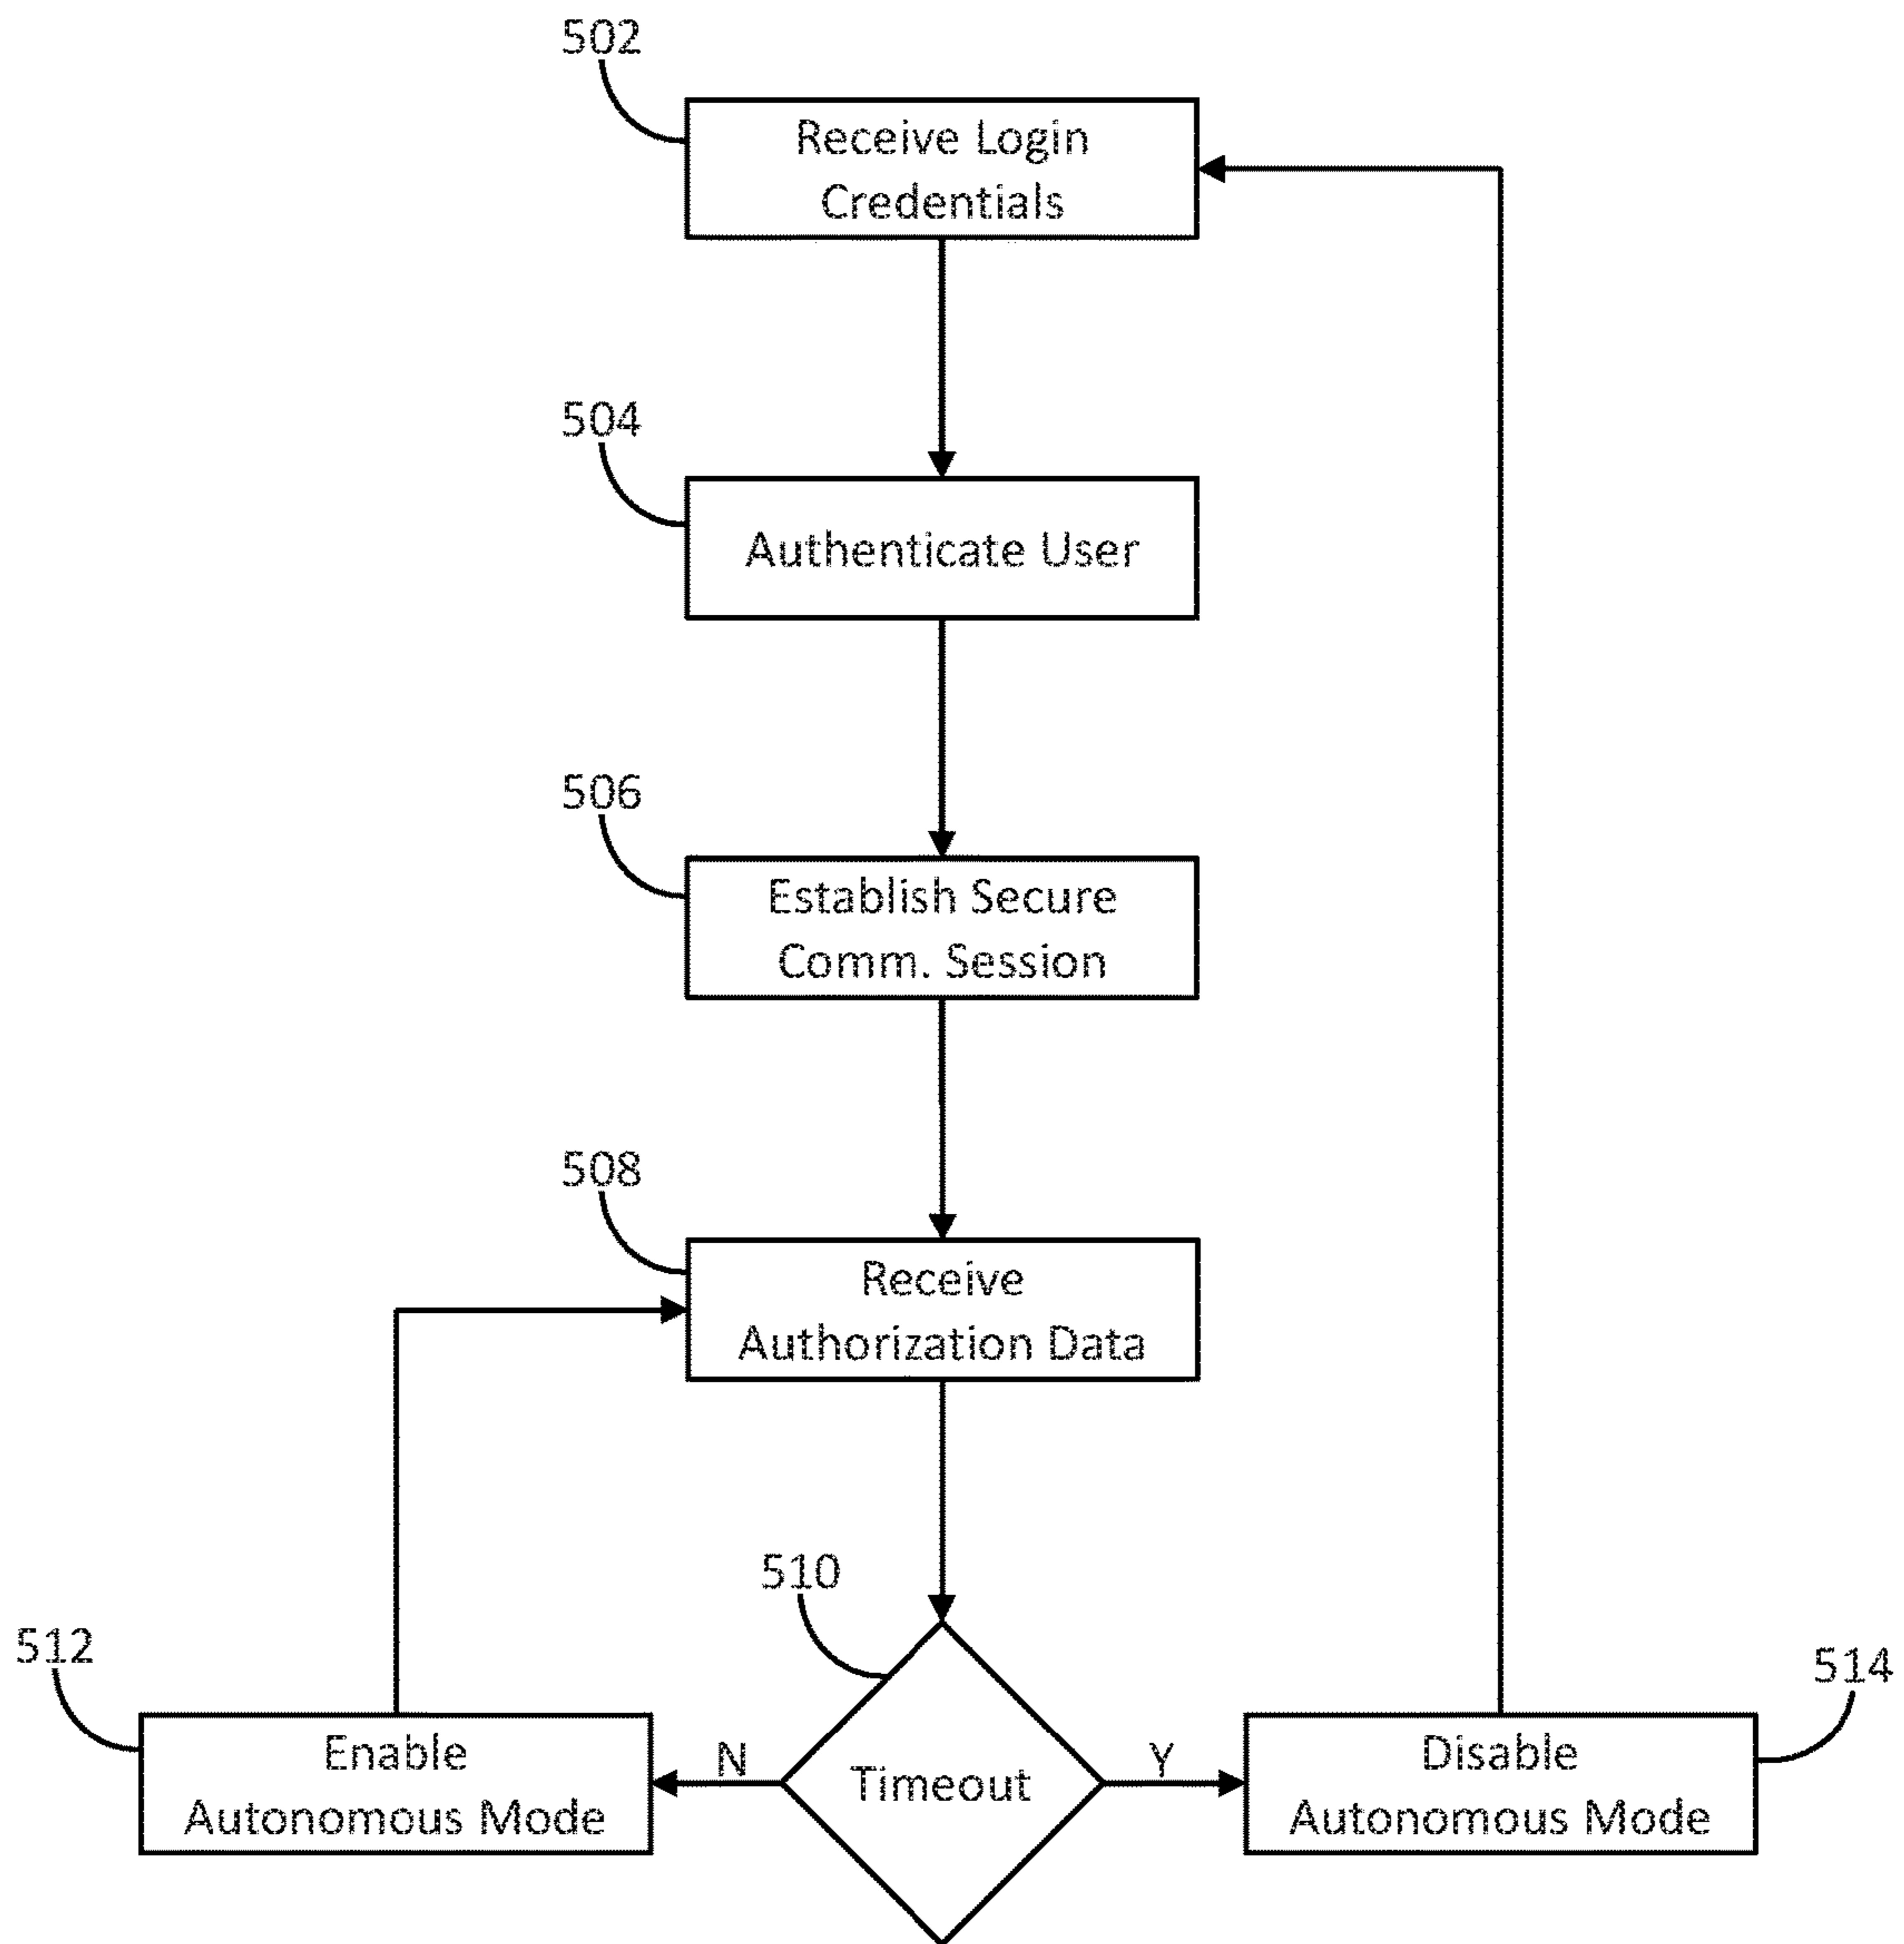 502
Receive Login
Credentials
504
Authenticate User
506
Establish Secure
Comm. Session
508
Receive
Authorization Data
510
512
514
Enable
Autonomous Mode
N
Timeout
Y
Disable
Autonomous Mode